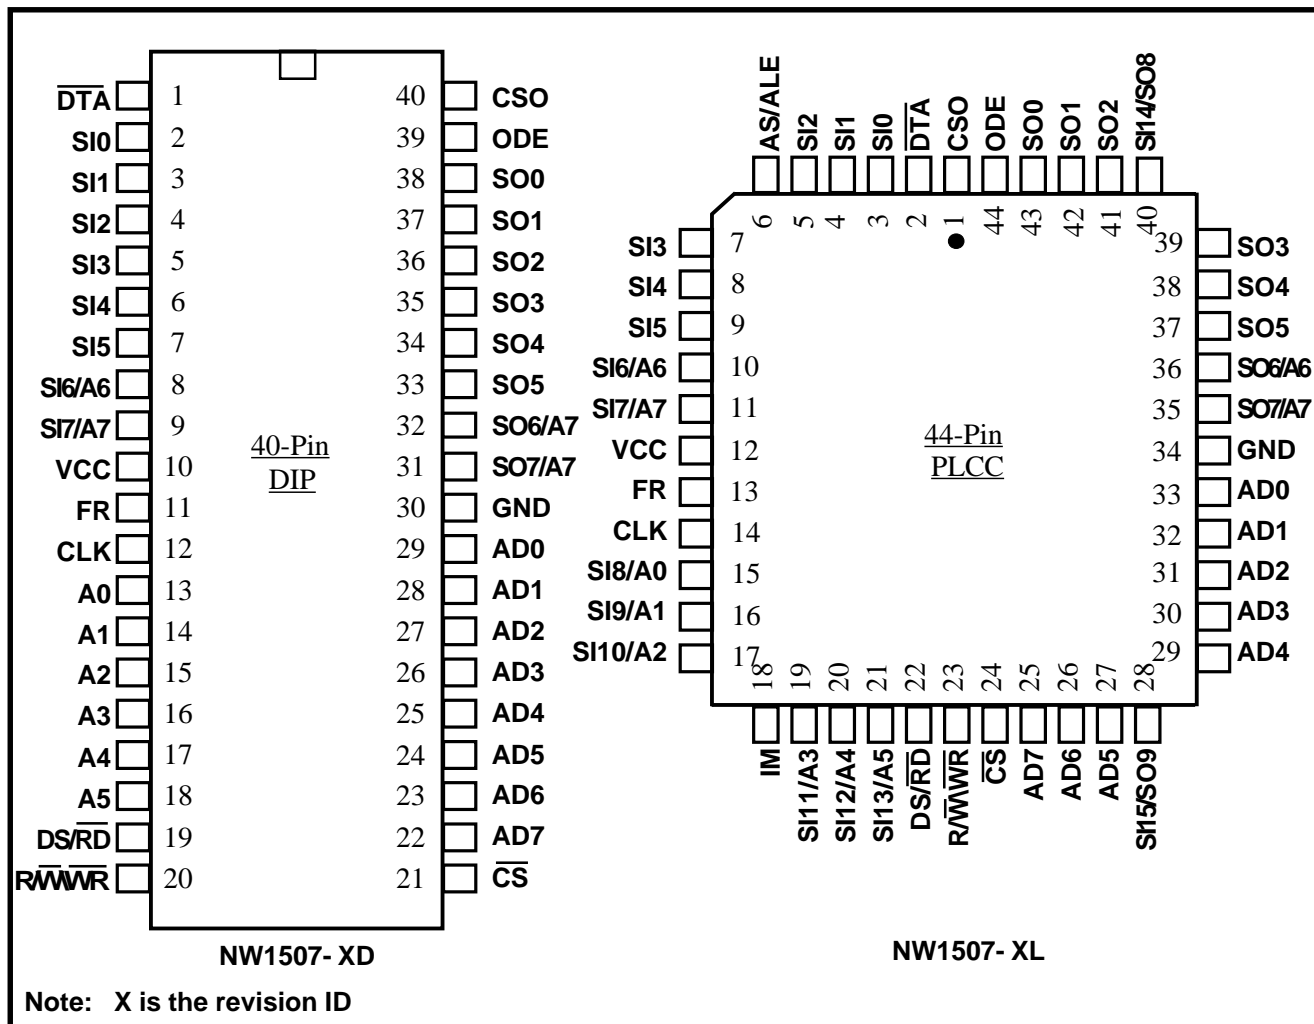 D̅T̅A̅ 1 40 CSO
SI0 2 39 ODE
SI1 3 38 SO0
SI2 4 37 SO1
SI3 5 36 SO2
SI4 6 35 SO3
SI5 7 34 SO4
SI6/A6 8 33 SO5
SI7/A7 9 32 SO6/A7
VCC 10 31 SO7/A7
FR 11 30 GND
CLK 12 29 AD0
A0 13 28 AD1
A1 14 27 AD2
A2 15 26 AD3
A3 16 25 AD4
A4 17 24 AD5
A5 18 23 AD6
DS/R̅D̅ 19 22 AD7
R/W̅\W̅R̅ 20 21 C̅S̅
40-Pin
DIP
NW1507- XD
AS/ALE SI2 SI1 SI0 D̅T̅A̅ CSO ODE SO0 SO1 SO2 SI14/SO8
6 5 4 3 2 1 44 43 42 41 40
SI3 7 39 SO3
SI4 8 38 SO4
SI5 9 37 SO5
SI6/A6 10 36 SO6/A6
SI7/A7 11 35 SO7/A7
VCC 12 34 GND
FR 13 33 AD0
CLK 14 32 AD1
SI8/A0 15 31 AD2
SI9/A1 16 30 AD3
SI10/A2 17 29 AD4
44-Pin
PLCC
18 19 20 21 22 23 24 25 26 27 28
IM SI11/A3 SI12/A4 SI13/A5 DS/R̅D̅ R/W̅\W̅R̅ C̅S̅ AD7 AD6 AD5 SI15/SO9
NW1507- XL
Note: X is the revision ID